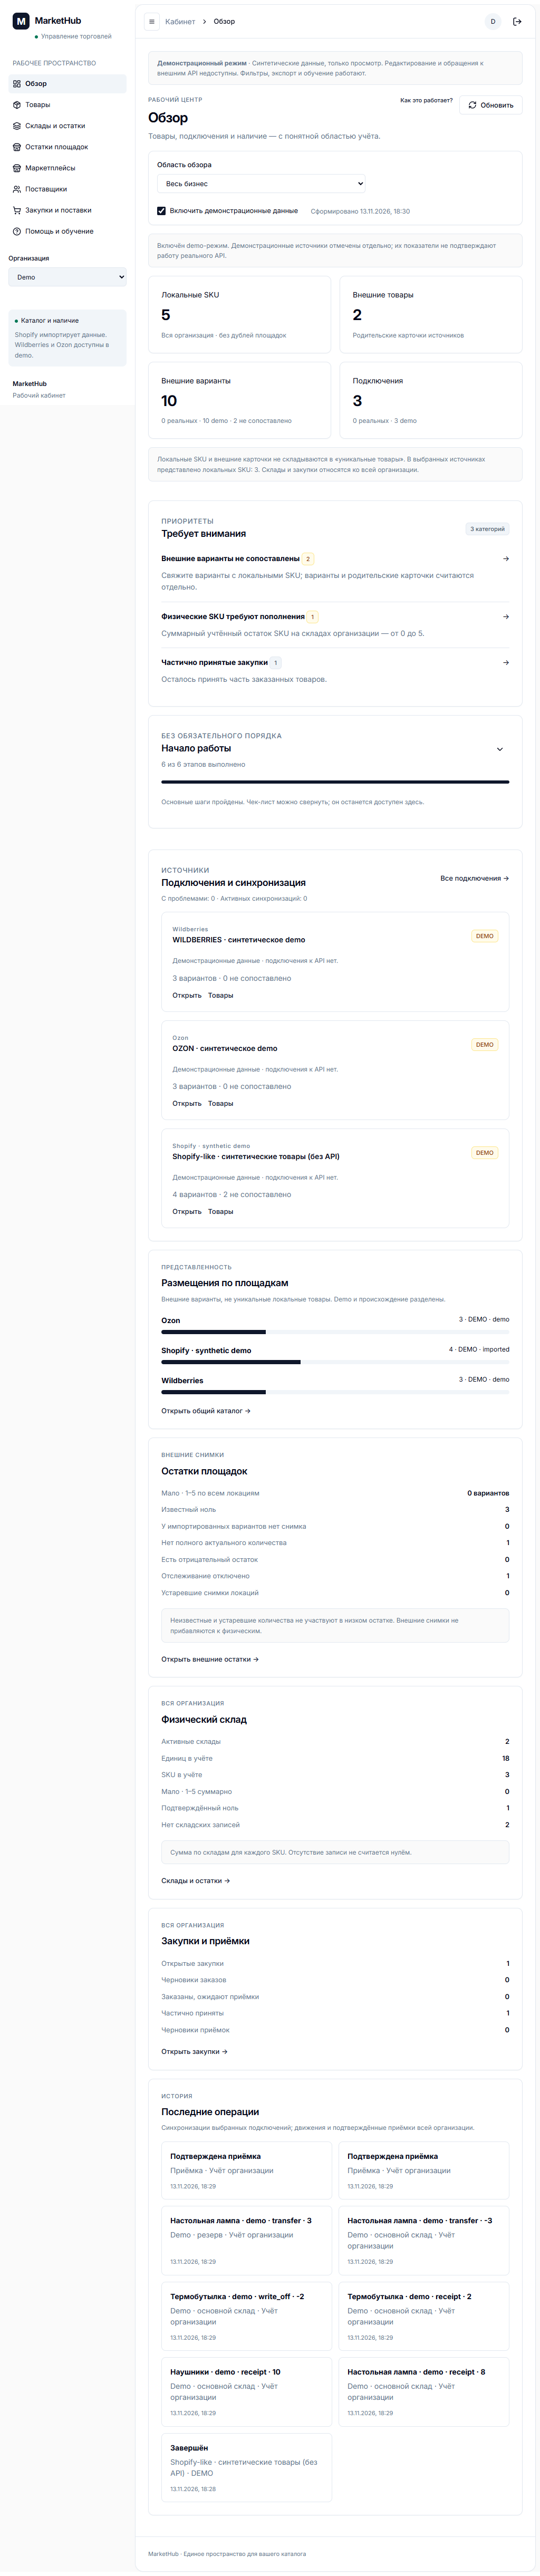 M MarketHub
Управление торговлей
РАБОЧЕЕ ПРОСТРАНСТВО
Обзор
Товары
Склады и остатки
Остатки площадок
Маркетплейсы
Поставщики
Закупки и поставки
Помощь и обучение
Организация
Demo
Каталог и наличие
Shopify импортирует данные.
Wildberries и Ozon доступны в
demo.
MarketHub
Рабочий кабинет
Кабинет > Обзор
D
Демонстрационный режим · Синтетические данные, только просмотр. Редактирование и обращения к
внешним API недоступны. Фильтры, экспорт и обучение работают.
РАБОЧИЙ ЦЕНТР
Обзор
Товары, подключения и наличие — с понятной областью учёта.
Как это работает?
Обновить
Область обзора
Весь бизнес
Включить демонстрационные данные
Сформировано 13.11.2026, 18:30
Включён demo-режим. Демонстрационные источники отмечены отдельно; их показатели не подтверждают
работу реального API.
Локальные SKU
5
Вся организация · без дублей площадок
Внешние товары
2
Родительские карточки источников
Внешние варианты
10
0 реальных · 10 demo · 2 не сопоставлено
Подключения
3
0 реальных · 3 demo
Локальные SKU и внешние карточки не складываются в «уникальные товары». В выбранных источниках
представлено локальных SKU: 3. Склады и закупки относятся ко всей организации.
ПРИОРИТЕТЫ
Требует внимания
3 категорий
Внешние варианты не сопоставлены 2 →
Свяжите варианты с локальными SKU; варианты и родительские карточки считаются
отдельно.
Физические SKU требуют пополнения 1 →
Суммарный учтённый остаток SKU на складах организации — от 0 до 5.
Частично принятые закупки 1 →
Осталось принять часть заказанных товаров.
БЕЗ ОБЯЗАТЕЛЬНОГО ПОРЯДКА
Начало работы
6 из 6 этапов выполнено
Основные шаги пройдены. Чек-лист можно свернуть; он останется доступен здесь.
ИСТОЧНИКИ
Подключения и синхронизация
С проблемами: 0 · Активных синхронизаций: 0
Все подключения →
Wildberries
WILDBERRIES · синтетическое demo
DEMO
Демонстрационные данные · подключения к API нет.
3 вариантов · 0 не сопоставлено
Открыть Товары
Ozon
OZON · синтетическое demo
DEMO
Демонстрационные данные · подключения к API нет.
3 вариантов · 0 не сопоставлено
Открыть Товары
Shopify · synthetic demo
Shopify-like · синтетические товары (без API)
DEMO
Демонстрационные данные · подключения к API нет.
4 вариантов · 2 не сопоставлено
Открыть Товары
ПРЕДСТАВЛЕННОСТЬ
Размещения по площадкам
Внешние варианты, не уникальные локальные товары. Demo и происхождение разделены.
Ozon 3 · DEMO · demo
Shopify · synthetic demo 4 · DEMO · imported
Wildberries 3 · DEMO · demo
Открыть общий каталог →
ВНЕШНИЕ СНИМКИ
Остатки площадок
Мало · 1–5 по всем локациям 0 вариантов
Известный ноль 3
У импортированных вариантов нет снимка 0
Нет полного актуального количества 1
Есть отрицательный остаток 0
Отслеживание отключено 1
Устаревшие снимки локаций 0
Неизвестные и устаревшие количества не участвуют в низком остатке. Внешние снимки не
прибавляются к физическим.
Открыть внешние остатки →
ВСЯ ОРГАНИЗАЦИЯ
Физический склад
Активные склады 2
Единиц в учёте 18
SKU в учёте 3
Мало · 1–5 суммарно 0
Подтверждённый ноль 1
Нет складских записей 2
Сумма по складам для каждого SKU. Отсутствие записи не считается нулём.
Склады и остатки →
ВСЯ ОРГАНИЗАЦИЯ
Закупки и приёмки
Открытые закупки 1
Черновики заказов 0
Заказаны, ожидают приёмки 0
Частично приняты 1
Черновики приёмок 0
Открыть закупки →
ИСТОРИЯ
Последние операции
Синхронизации выбранных подключений; движения и подтверждённые приёмки всей организации.
Подтверждена приёмка
Приёмка · Учёт организации
13.11.2026, 18:29
Подтверждена приёмка
Приёмка · Учёт организации
13.11.2026, 18:29
Настольная лампа · demo · transfer · 3
Demo · резерв · Учёт организации
13.11.2026, 18:29
Настольная лампа · demo · transfer · -3
Demo · основной склад · Учёт
организации
13.11.2026, 18:29
Термобутылка · demo · write_off · -2
Demo · основной склад · Учёт
организации
13.11.2026, 18:29
Термобутылка · demo · receipt · 2
Demo · основной склад · Учёт
организации
13.11.2026, 18:29
Наушники · demo · receipt · 10
Demo · основной склад · Учёт
организации
13.11.2026, 18:29
Настольная лампа · demo · receipt · 8
Demo · основной склад · Учёт
организации
13.11.2026, 18:29
Завершён
Shopify-like · синтетические товары (без
API) · DEMO
13.11.2026, 18:28
MarketHub · Единое пространство для вашего каталога